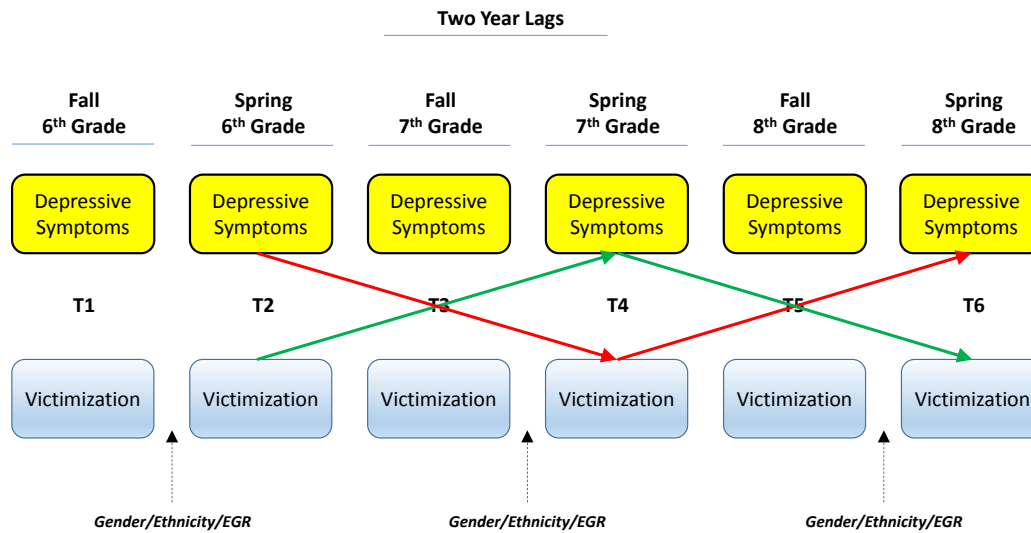 Two Year Lags
Fall Spring Fall Spring Fall Spring
6th Grade 6th Grade 7th Grade 7th Grade 8th Grade 8th Grade
Depressive Depressive Depressive Depressive Depressive Depressive
Symptoms Symptoms Symptoms Symptoms Symptoms Symptoms
T1 T2 T3 T4 T5 T6
Victimization Victimization Victimization Victimization Victimization Victimization
Gender/Ethnicity/EGR Gender/Ethnicity/EGR Gender/Ethnicity/EGR